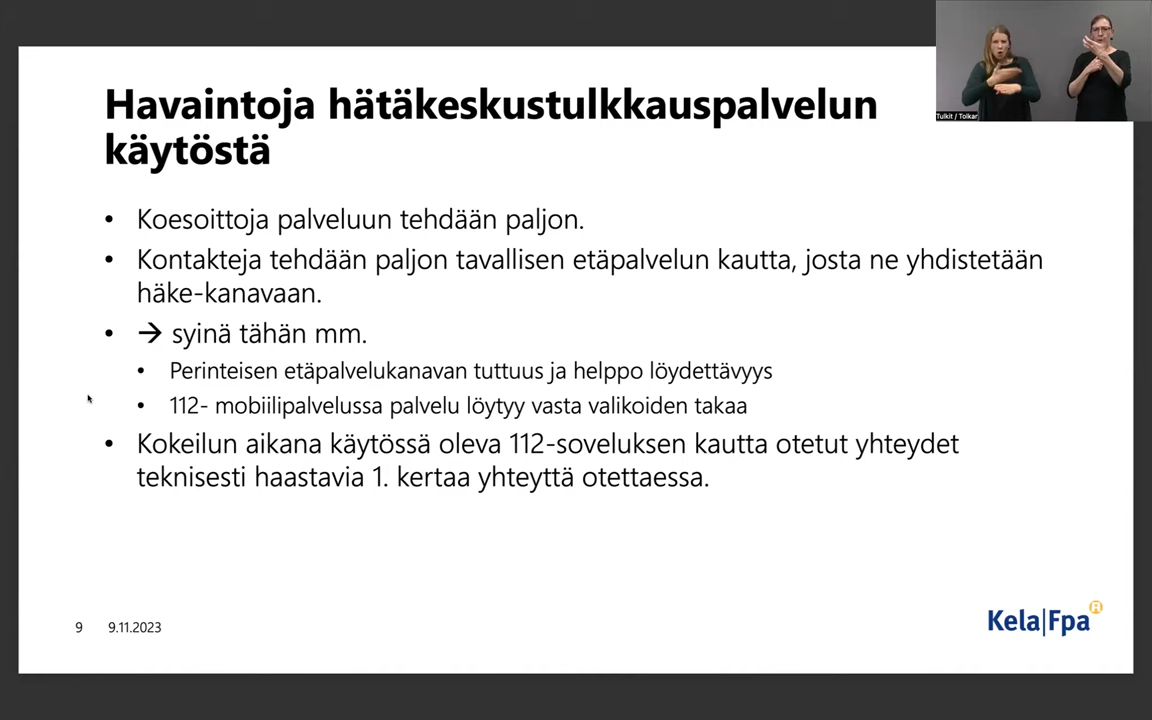 Havaintoja hätäkeskustulkkauspalvelun
käytöstä
• Koesoittoja palveluun tehdään paljon.
• Kontakteja tehdään paljon tavallisen etäpalvelun kautta, josta ne yhdistetään
häke-kanavaan.
• → syinä tähän mm.
• Perinteisen etäpalvelukanavan tuttuus ja helppo löydettävyys
• 112- mobiilipalvelussa palvelu löytyy vasta valikoiden takaa
• Kokeilun aikana käytössä oleva 112-soveluksen kautta otetut yhteydet
teknisesti haastavia 1. kertaa yhteyttä otettaessa.
9 9.11.2023
Kela|Fpa
Tulkit / Tolkar